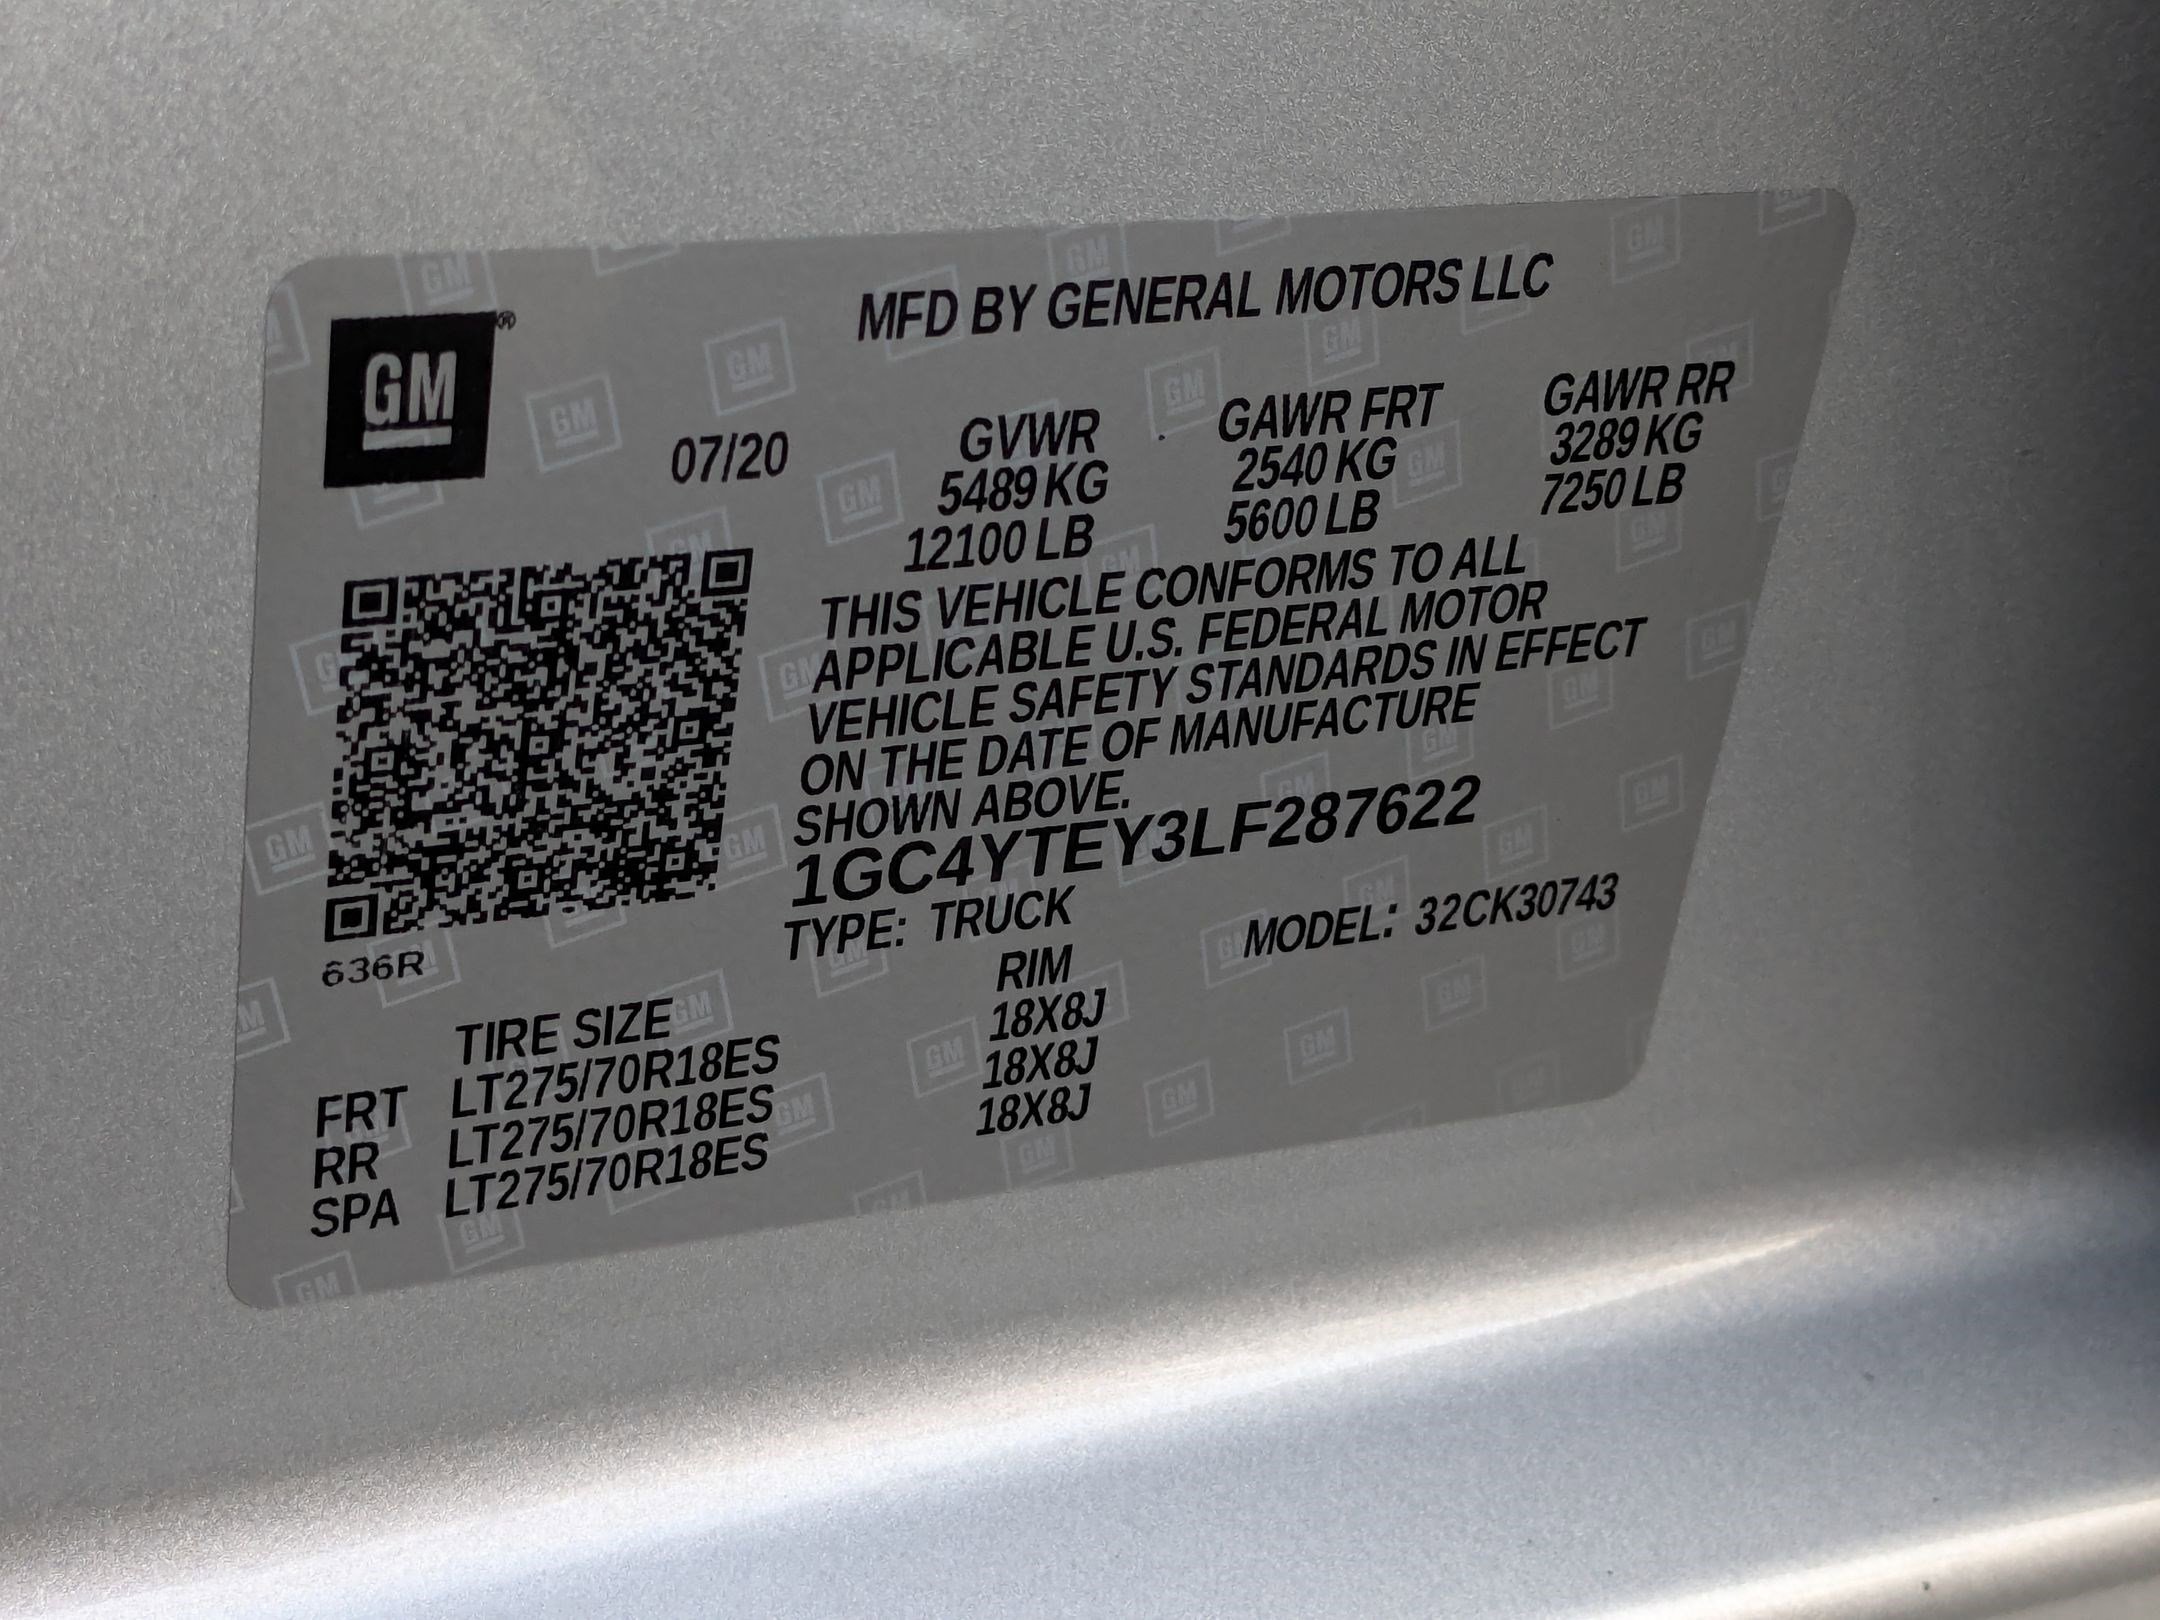 GM®
MFD BY GENERAL MOTORS LLC
07/20 GVWR GAWR FRT GAWR RR
5489 KG 2540 KG 3289 KG
12100 LB 5600 LB 7250 LB
THIS VEHICLE CONFORMS TO ALL
APPLICABLE U.S. FEDERAL MOTOR
VEHICLE SAFETY STANDARDS IN EFFECT
ON THE DATE OF MANUFACTURE
SHOWN ABOVE.
1GC4YTEY3LF287622
TYPE: TRUCK MODEL: 32CK30743
636R
TIRE SIZE RIM
FRT LT275/70R18ES 18X8J
RR LT275/70R18ES 18X8J
SPA LT275/70R18ES 18X8J